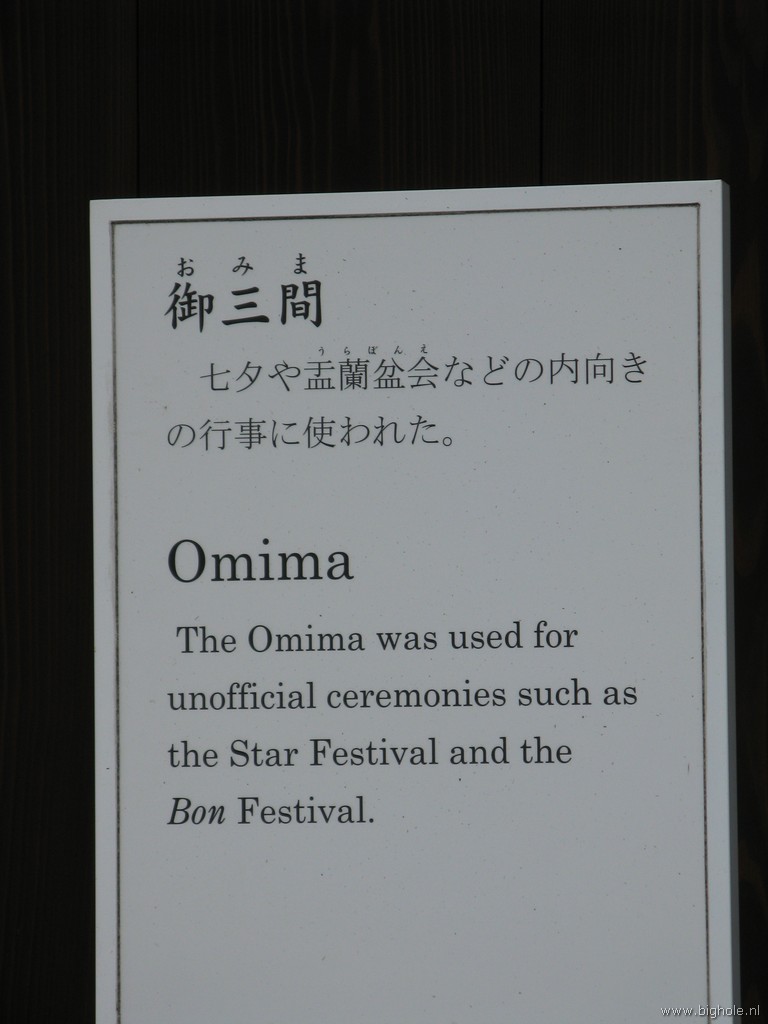 おみま
御三間
うらぼんえ
七夕や盂蘭盆会などの内向き
の行事に使われた。
Omima
The Omima was used for
unofficial ceremonies such as
the Star Festival and the
Bon Festival.
www.bighole.nl